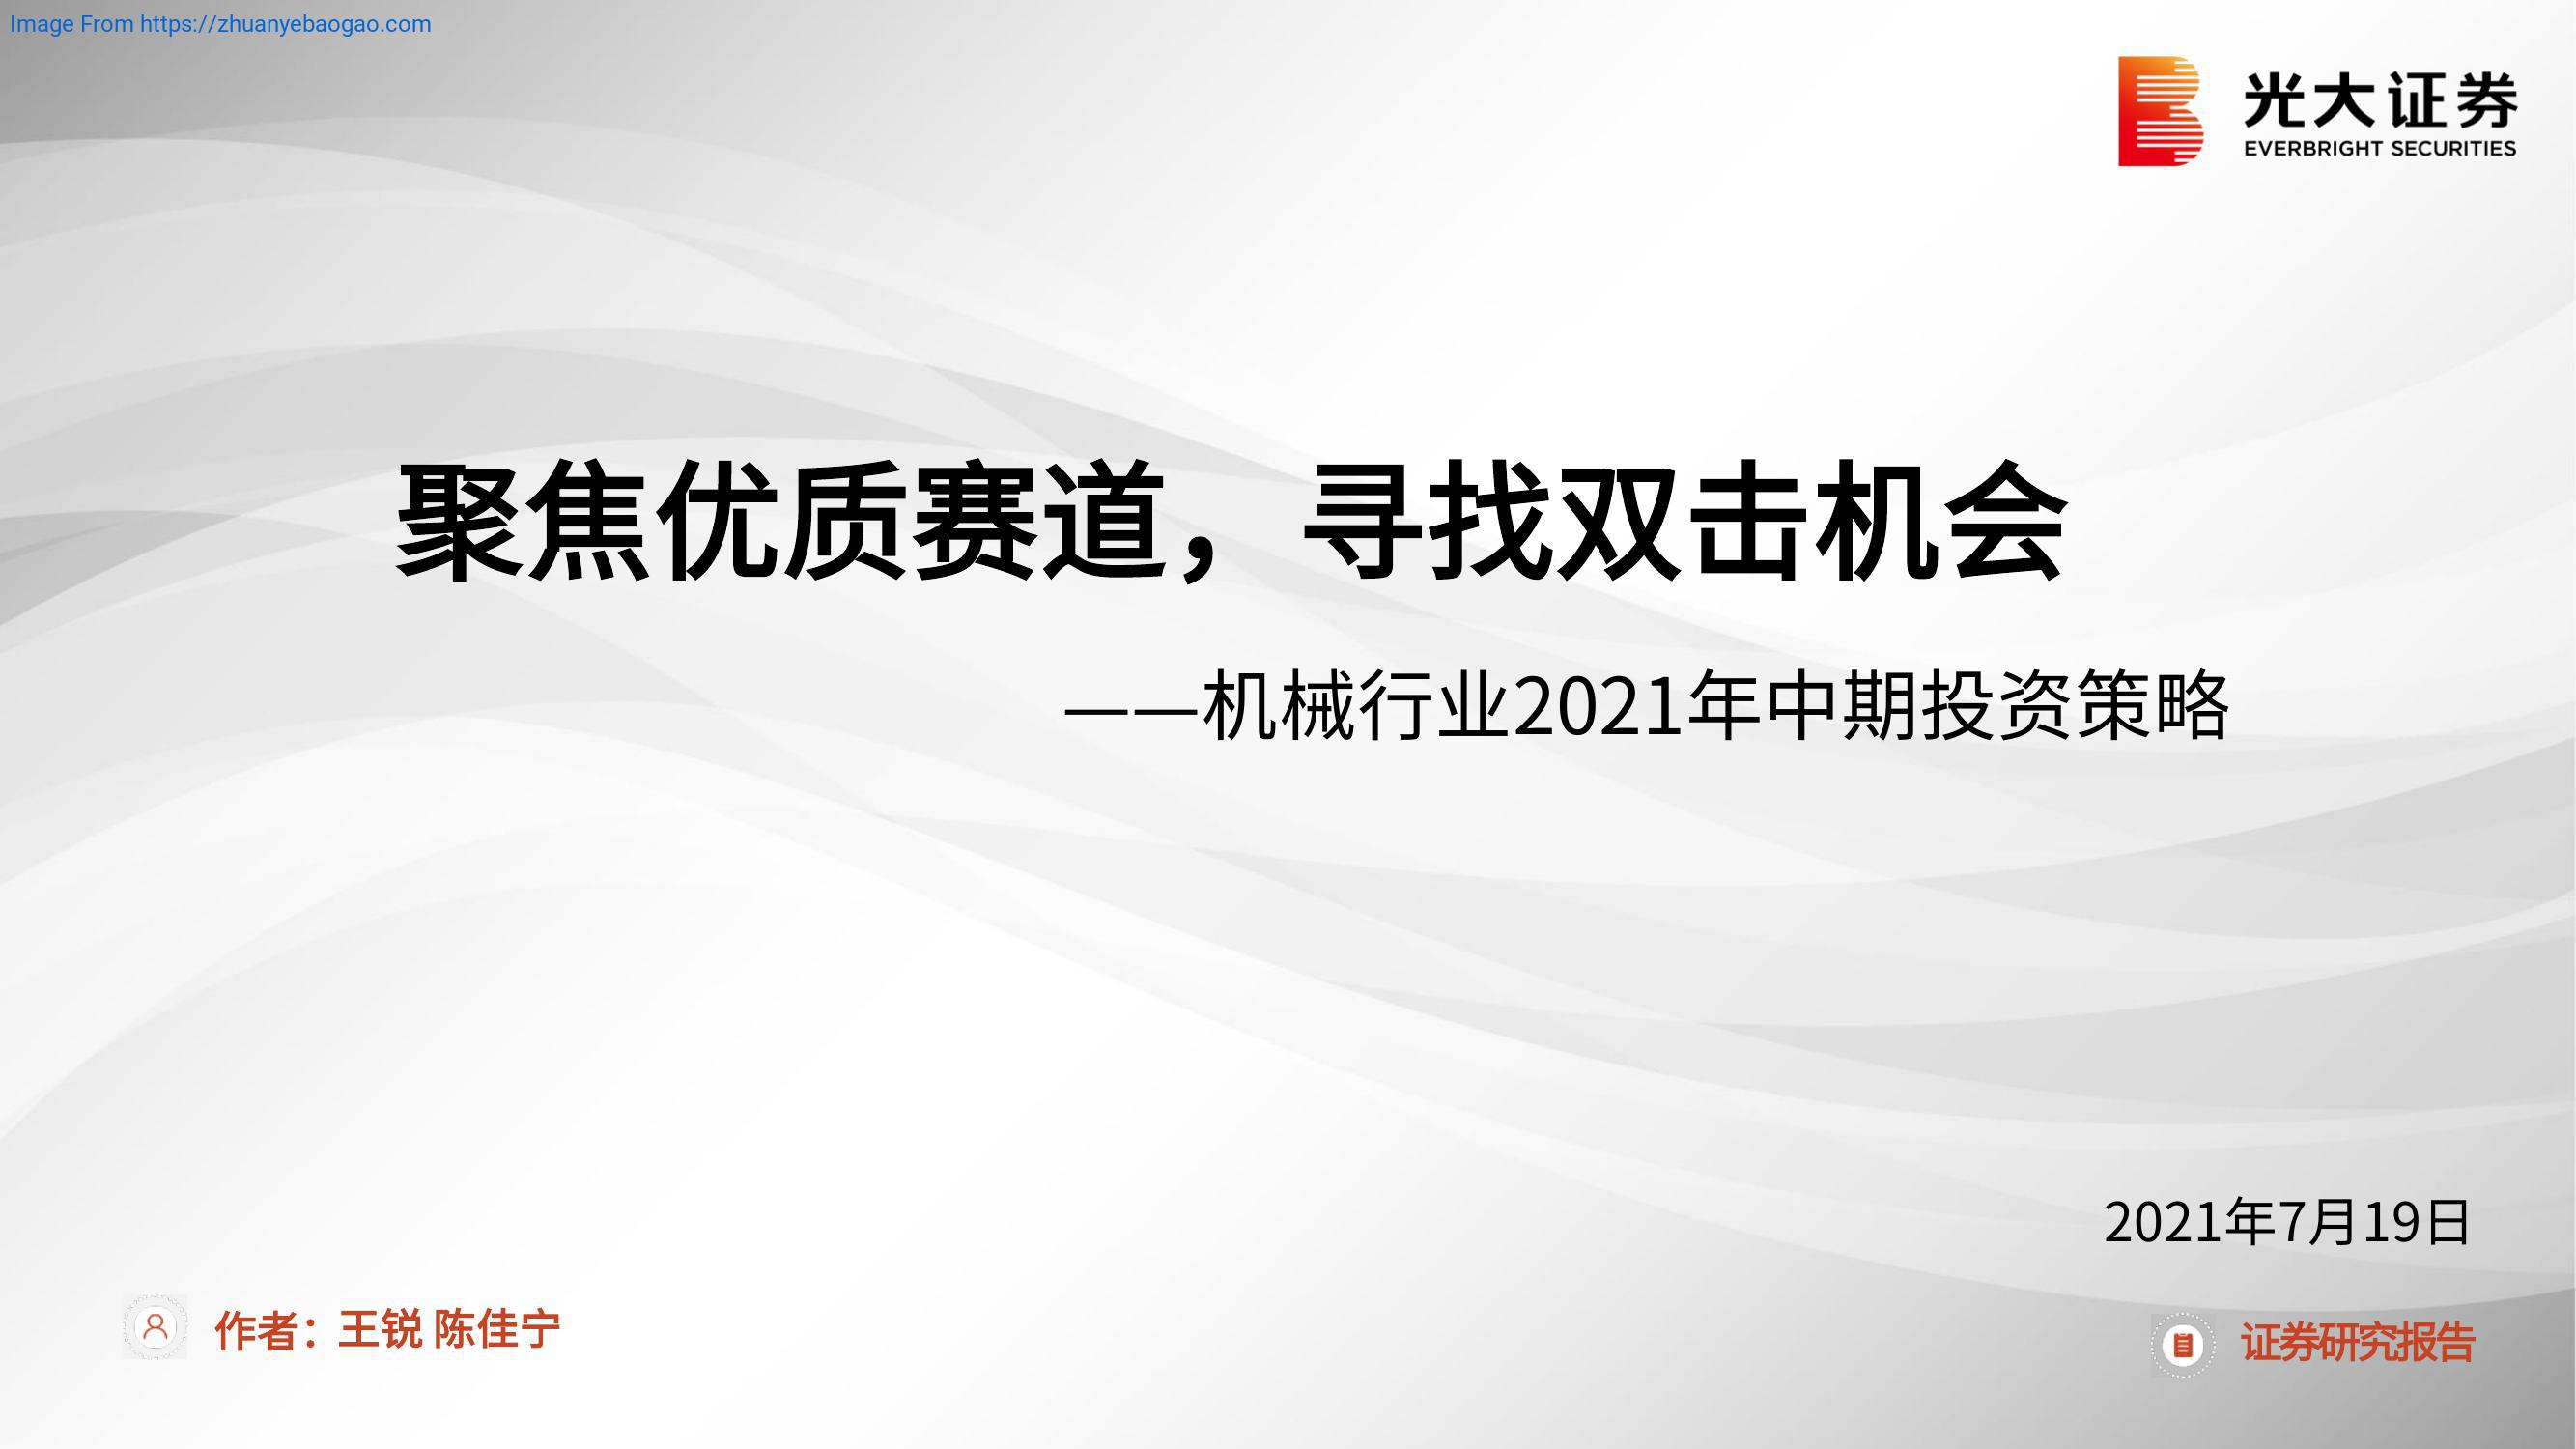 Image From https://zhuanyebaogao.com
光大证券
EVERBRIGHT SECURITIES
聚焦优质赛道，寻找双击机会
——机械行业2021年中期投资策略
2021年7月19日
作者：王锐 陈佳宁
证券研究报告